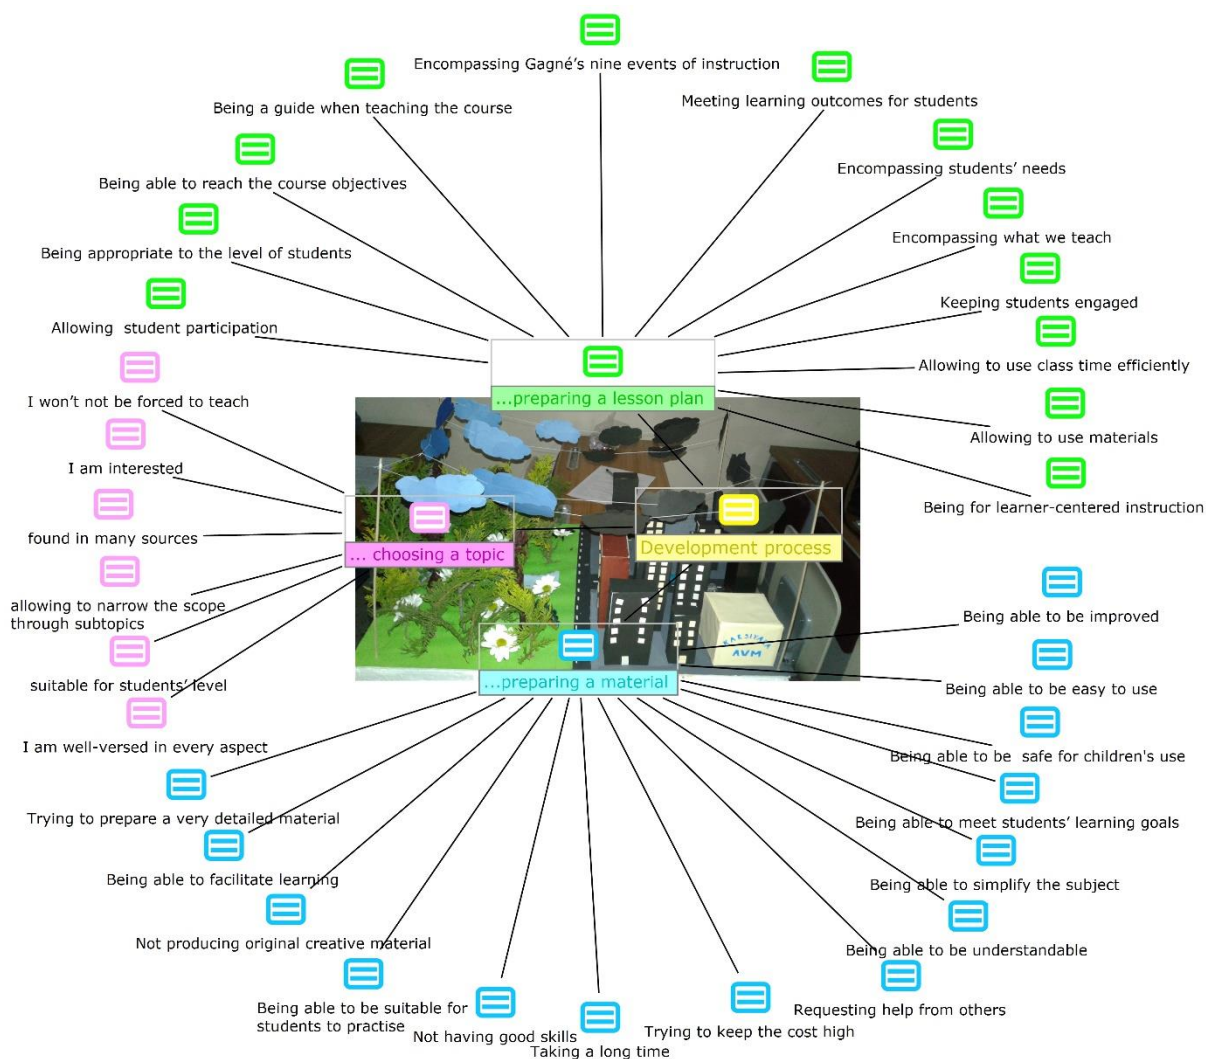 Encompassing Gagné's nine events of instruction
Being a guide when teaching the course
Meeting learning outcomes for students
Being able to reach the course objectives
Encompassing students' needs
Being appropriate to the level of students
Encompassing what we teach
Allowing student participation
Keeping students engaged
Allowing to use class time efficiently
Allowing to use materials
Being for learner-centered instruction
...preparing a lesson plan
I won't not be forced to teach
I am interested
found in many sources
allowing to narrow the scope
through subtopics
suitable for students' level
I am well-versed in every aspect
... choosing a topic
Development process
KARŞIYAKA
AVM
...preparing a material
Being able to be improved
Being able to be easy to use
Being able to be safe for children's use
Being able to meet students' learning goals
Being able to simplify the subject
Being able to be understandable
Requesting help from others
Trying to keep the cost high
Taking a long time
Not having good skills
Being able to be suitable for
students to practise
Not producing original creative material
Being able to facilitate learning
Trying to prepare a very detailed material